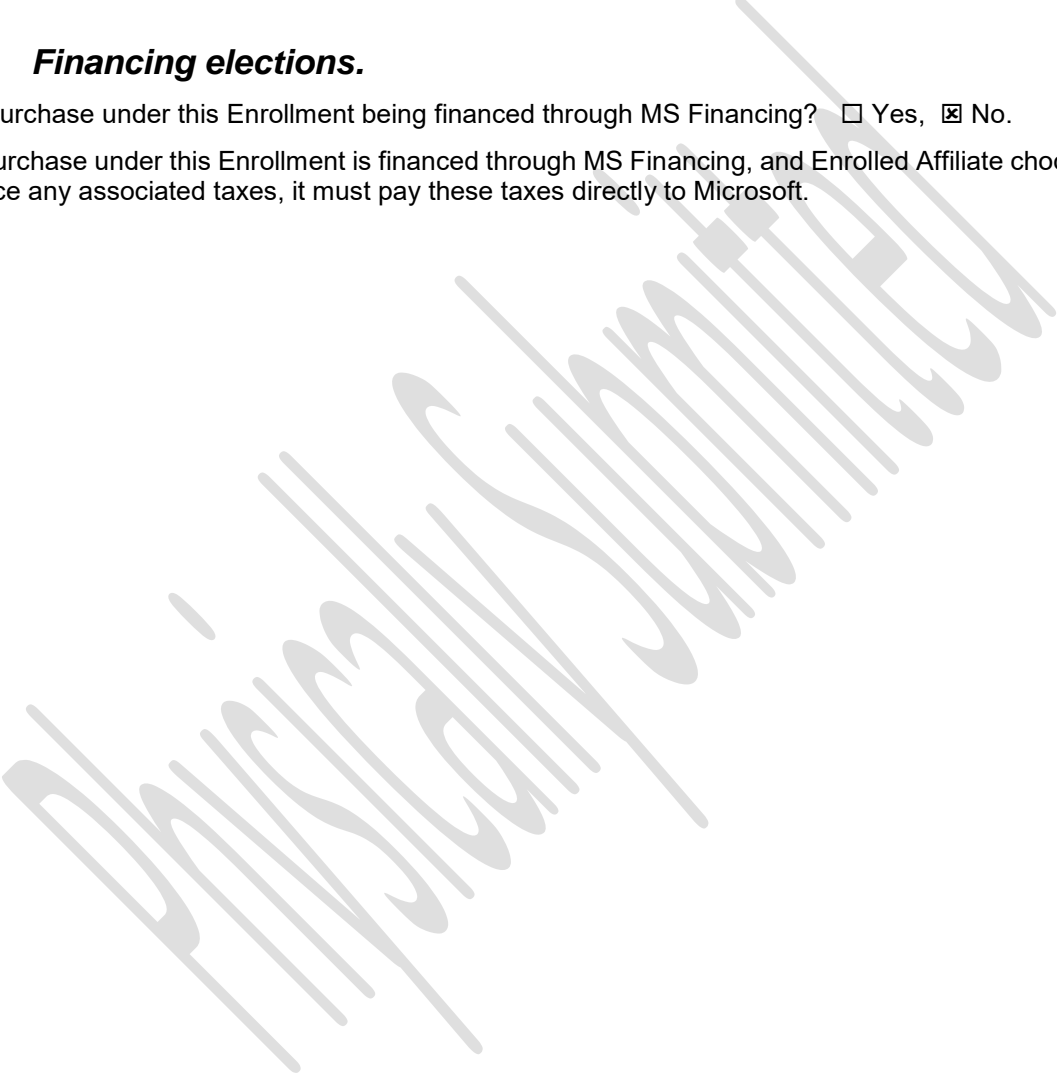 Financing elections.
urchase under this Enrollment being financed through MS Financing? ☐ Yes, ☒ No.
urchase under this Enrollment is financed through MS Financing, and Enrolled Affiliate choo
ce any associated taxes, it must pay these taxes directly to Microsoft.
Physically Submitted